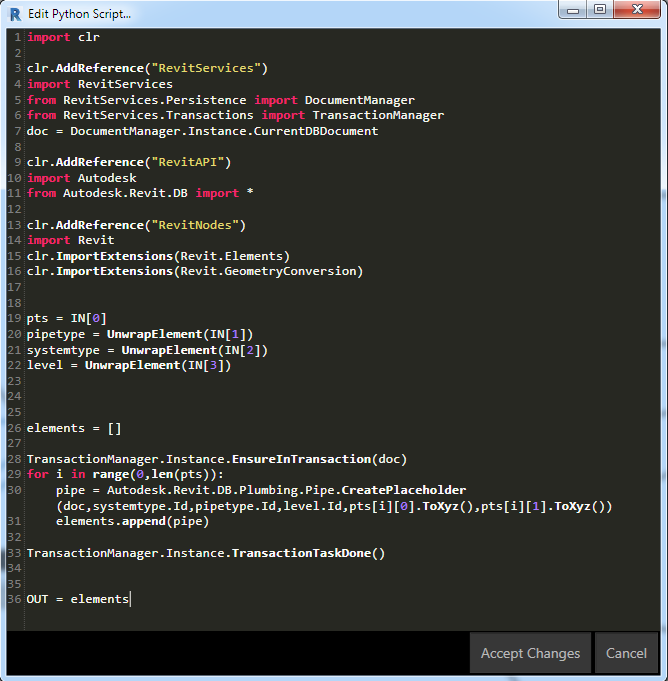 R Edit Python Script...
1 import clr
2
3 clr.AddReference("RevitServices")
4 import RevitServices
5 from RevitServices.Persistence import DocumentManager
6 from RevitServices.Transactions import TransactionManager
7 doc = DocumentManager.Instance.CurrentDBDocument
8
9 clr.AddReference("RevitAPI")
10 import Autodesk
11 from Autodesk.Revit.DB import *
12
13 clr.AddReference("RevitNodes")
14 import Revit
15 clr.ImportExtensions(Revit.Elements)
16 clr.ImportExtensions(Revit.GeometryConversion)
17
18
19 pts = IN[0]
20 pipetype = UnwrapElement(IN[1])
21 systemtype = UnwrapElement(IN[2])
22 level = UnwrapElement(IN[3])
23
24
25
26 elements = []
27
28 TransactionManager.Instance.EnsureInTransaction(doc)
29 for i in range(0,len(pts)):
30     pipe = Autodesk.Revit.DB.Plumbing.Pipe.CreatePlaceholder
    (doc,systemtype.Id,pipetype.Id,level.Id,pts[i][0].ToXyz(),pts[i][1].ToXyz())
31     elements.append(pipe)
32
33 TransactionManager.Instance.TransactionTaskDone()
34
35
36 OUT = elements
Accept Changes
Cancel